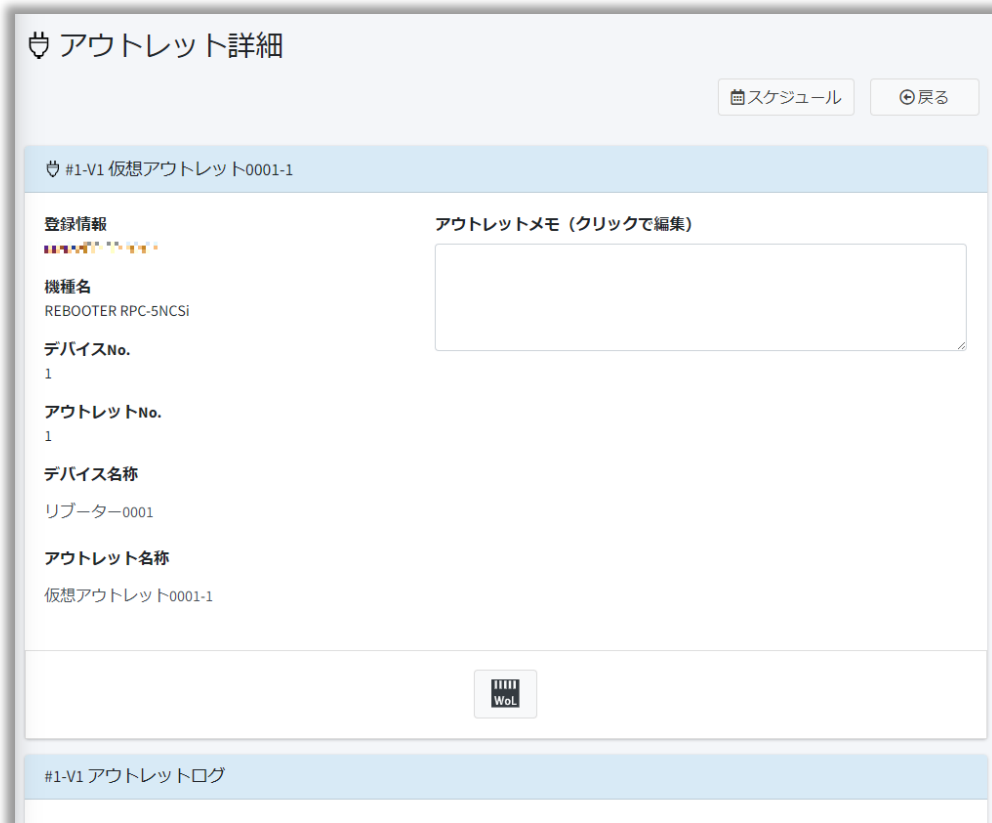 アウトレット詳細
スケジュール
戻る
#1-V1 仮想アウトレット0001-1
登録情報
アウトレットメモ（クリックで編集）
機種名
REBOOTER RPC-5NCSi
デバイスNo.
1
アウトレットNo.
1
デバイス名称
リブーター0001
アウトレット名称
仮想アウトレット0001-1
WoL
#1-V1 アウトレットログ